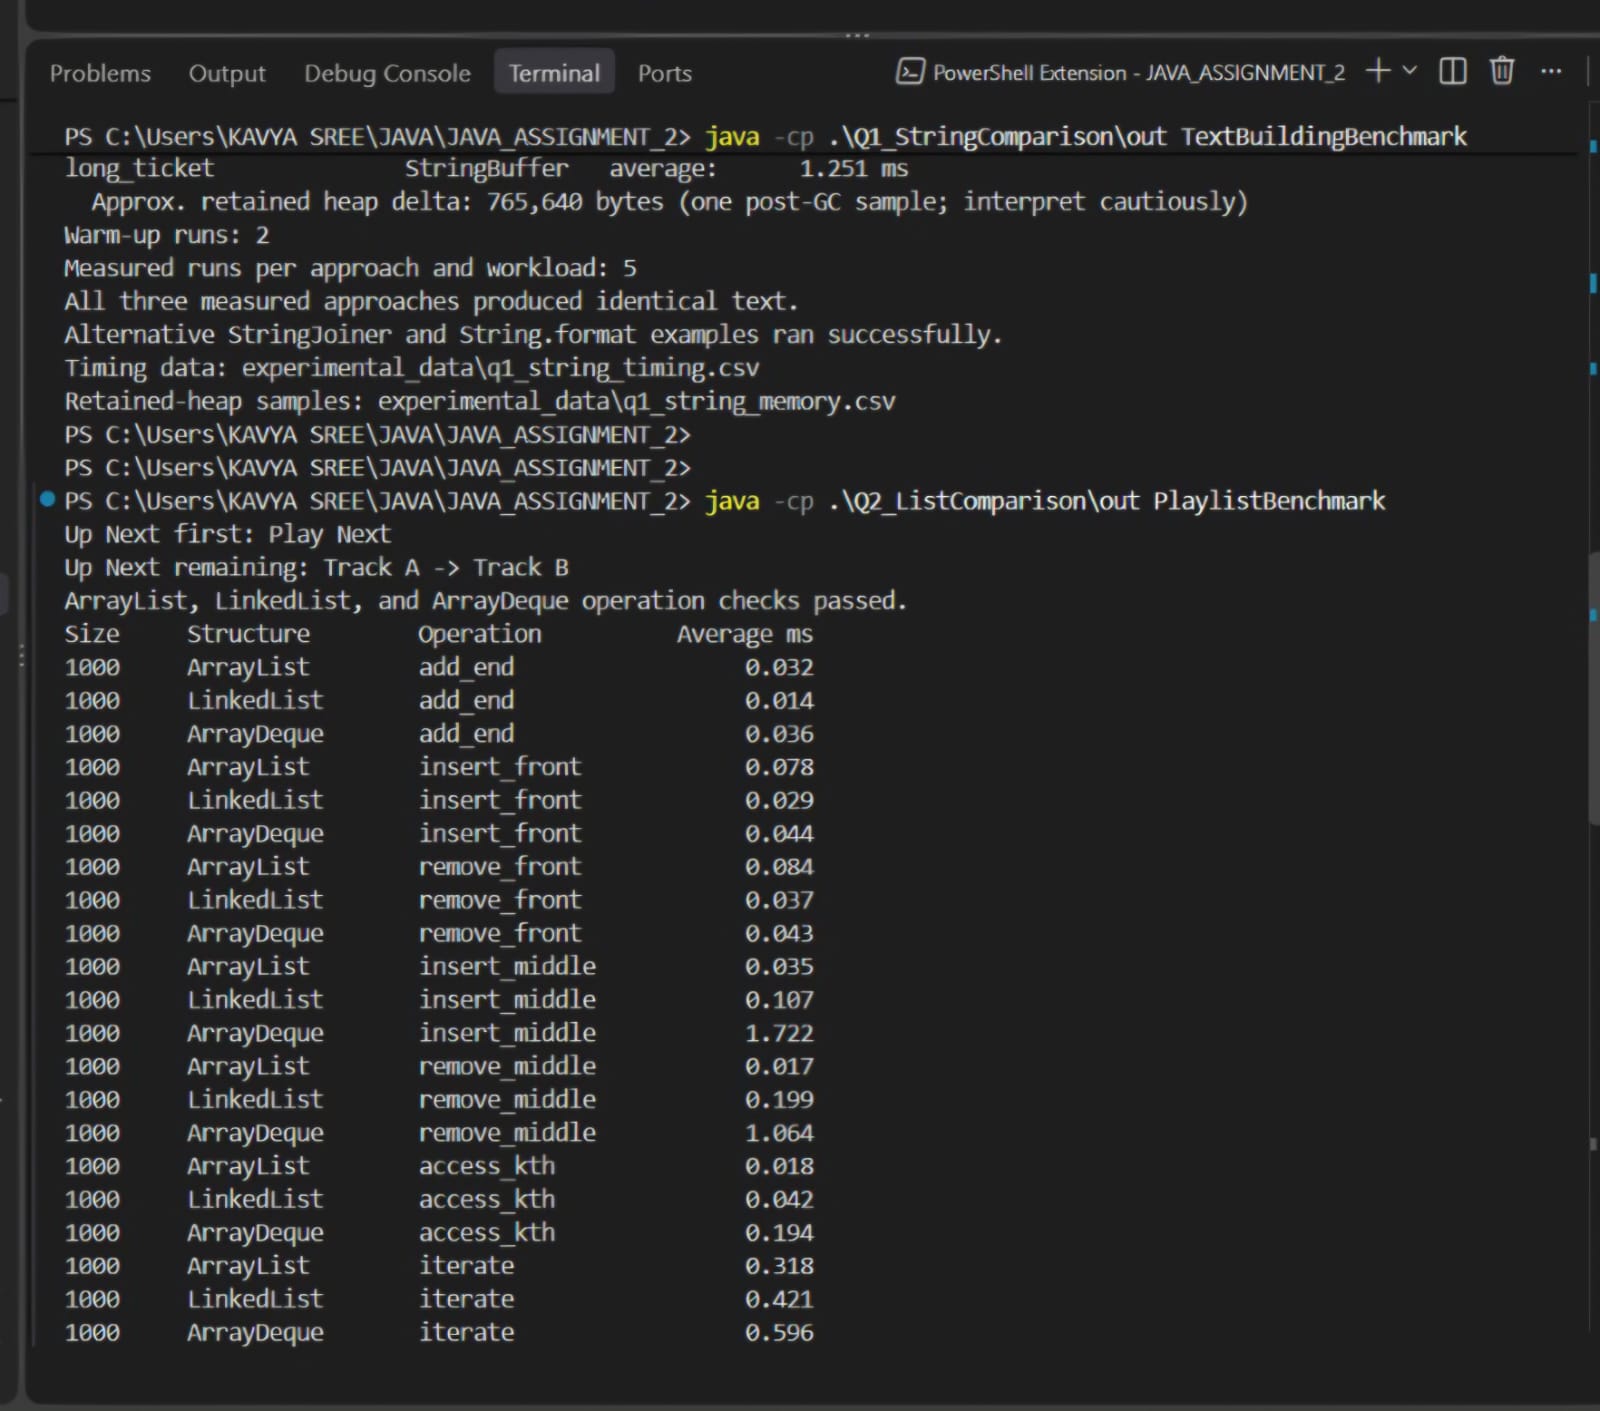 Problems Output Debug Console Terminal Ports PowerShell Extension - JAVA_ASSIGNMENT_2
PS C:\Users\KAVYA SREE\JAVA\JAVA_ASSIGNMENT_2> java -cp .\Q1_StringComparison\out TextBuildingBenchmark
long_ticket StringBuffer average: 1.251 ms
Approx. retained heap delta: 765,640 bytes (one post-GC sample; interpret cautiously)
Warm-up runs: 2
Measured runs per approach and workload: 5
All three measured approaches produced identical text.
Alternative StringJoiner and String.format examples ran successfully.
Timing data: experimental_data\q1_string_timing.csv
Retained-heap samples: experimental_data\q1_string_memory.csv
PS C:\Users\KAVYA SREE\JAVA\JAVA_ASSIGNMENT_2>
PS C:\Users\KAVYA SREE\JAVA\JAVA_ASSIGNMENT_2>
PS C:\Users\KAVYA SREE\JAVA\JAVA_ASSIGNMENT_2> java -cp .\Q2_ListComparison\out PlaylistBenchmark
Up Next first: Play Next
Up Next remaining: Track A -> Track B
ArrayList, LinkedList, and ArrayDeque operation checks passed.
Size Structure Operation Average ms
1000 ArrayList add_end 0.032
1000 LinkedList add_end 0.014
1000 ArrayDeque add_end 0.036
1000 ArrayList insert_front 0.078
1000 LinkedList insert_front 0.029
1000 ArrayDeque insert_front 0.044
1000 ArrayList remove_front 0.084
1000 LinkedList remove_front 0.037
1000 ArrayDeque remove_front 0.043
1000 ArrayList insert_middle 0.035
1000 LinkedList insert_middle 0.107
1000 ArrayDeque insert_middle 1.722
1000 ArrayList remove_middle 0.017
1000 LinkedList remove_middle 0.199
1000 ArrayDeque remove_middle 1.064
1000 ArrayList access_kth 0.018
1000 LinkedList access_kth 0.042
1000 ArrayDeque access_kth 0.194
1000 ArrayList iterate 0.318
1000 LinkedList iterate 0.421
1000 ArrayDeque iterate 0.596